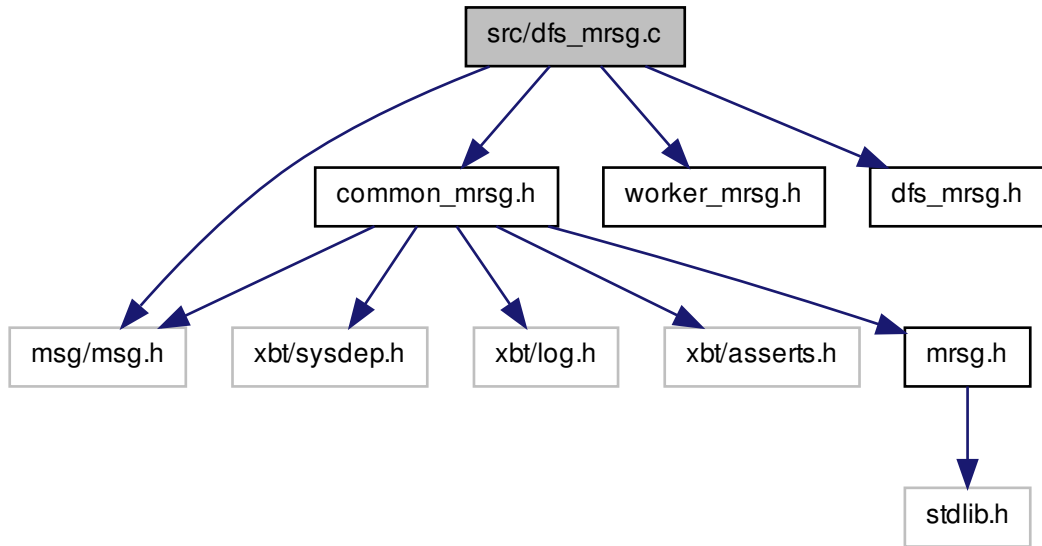 src/dfs_mrsg.c
common_mrsg.h
worker_mrsg.h
dfs_mrsg.h
msg/msg.h
xbt/sysdep.h
xbt/log.h
xbt/asserts.h
mrsg.h
stdlib.h